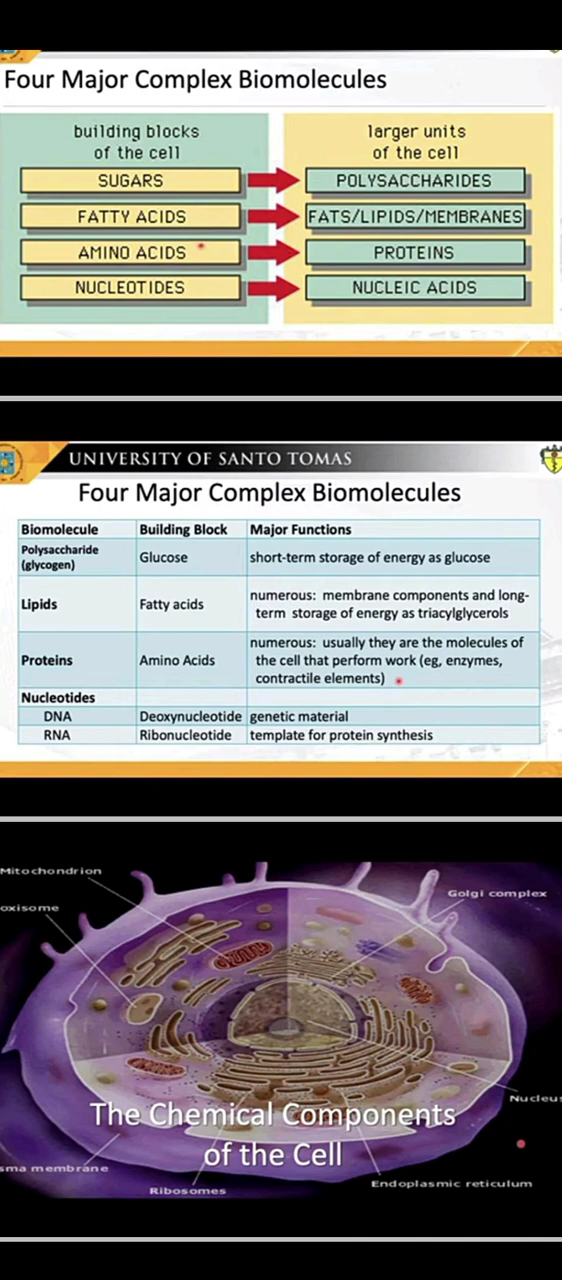 Four Major Complex Biomolecules
building blocks
of the cell
larger units
of the cell
SUGARS
POLYSACCHARIDES
FATTY ACIDS
FATS/LIPIDS/MEMBRANES
AMINO ACIDS
PROTEINS
NUCLEOTIDES
NUCLEIC ACIDS
UNIVERSITY OF SANTO TOMAS
Four Major Complex Biomolecules
Biomolecule Building Block Major Functions
Polysaccharide
(glycogen)
Glucose
short-term storage of energy as glucose
Lipids
Fatty acids
numerous: membrane components and long-
term storage of energy as triacylglycerols
Proteins
Amino Acids
numerous: usually they are the molecules of
the cell that perform work (eg, enzymes,
contractile elements)
Nucleotides
DNA Deoxynucleotide genetic material
RNA Ribonucleotide template for protein synthesis
Mitochondrion
Golgi complex
oxisome
Nucleus
The Chemical Components
of the Cell
sma membrane
Ribosomes
Endoplasmic reticulum